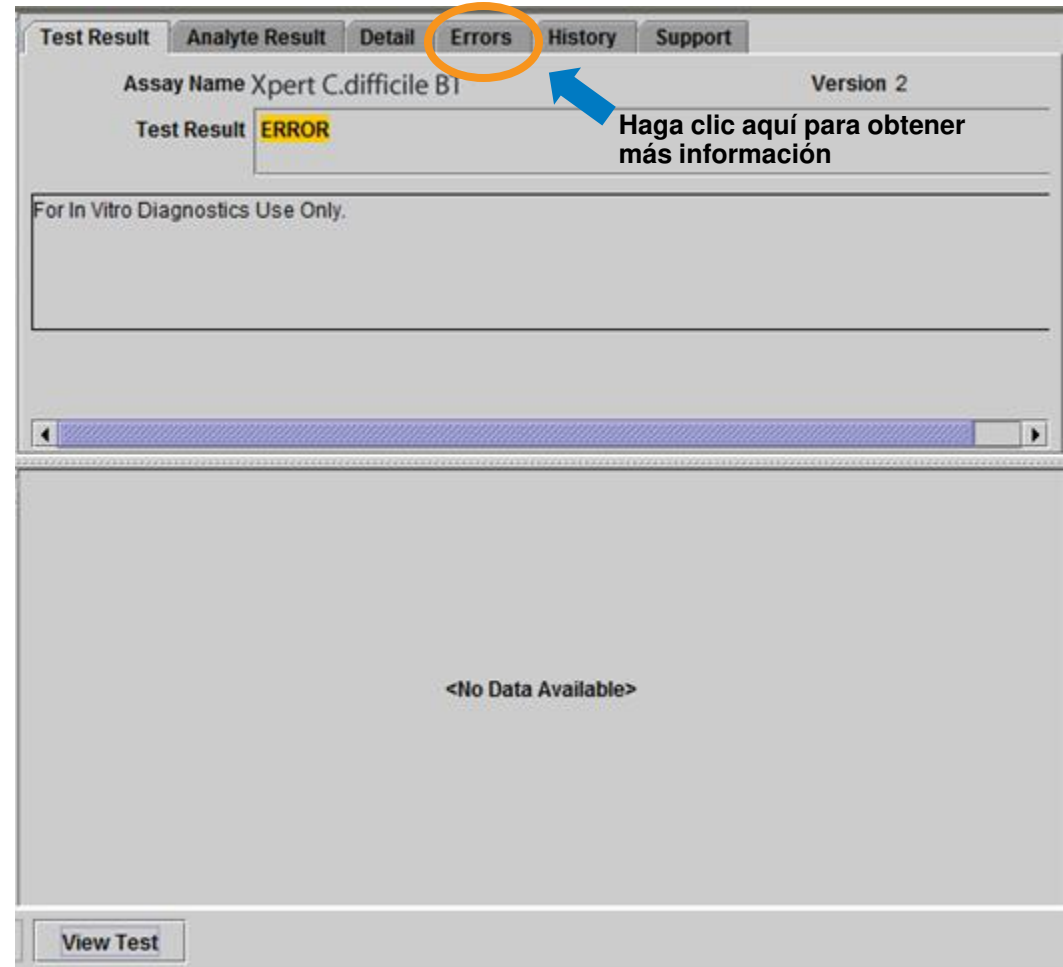 Test Result Analyte Result Detail Errors History Support
Assay Name Xpert C.difficile BT Version 2
Test Result ERROR
Haga clic aquí para obtener
más información
For In Vitro Diagnostics Use Only.
<No Data Available>
View Test